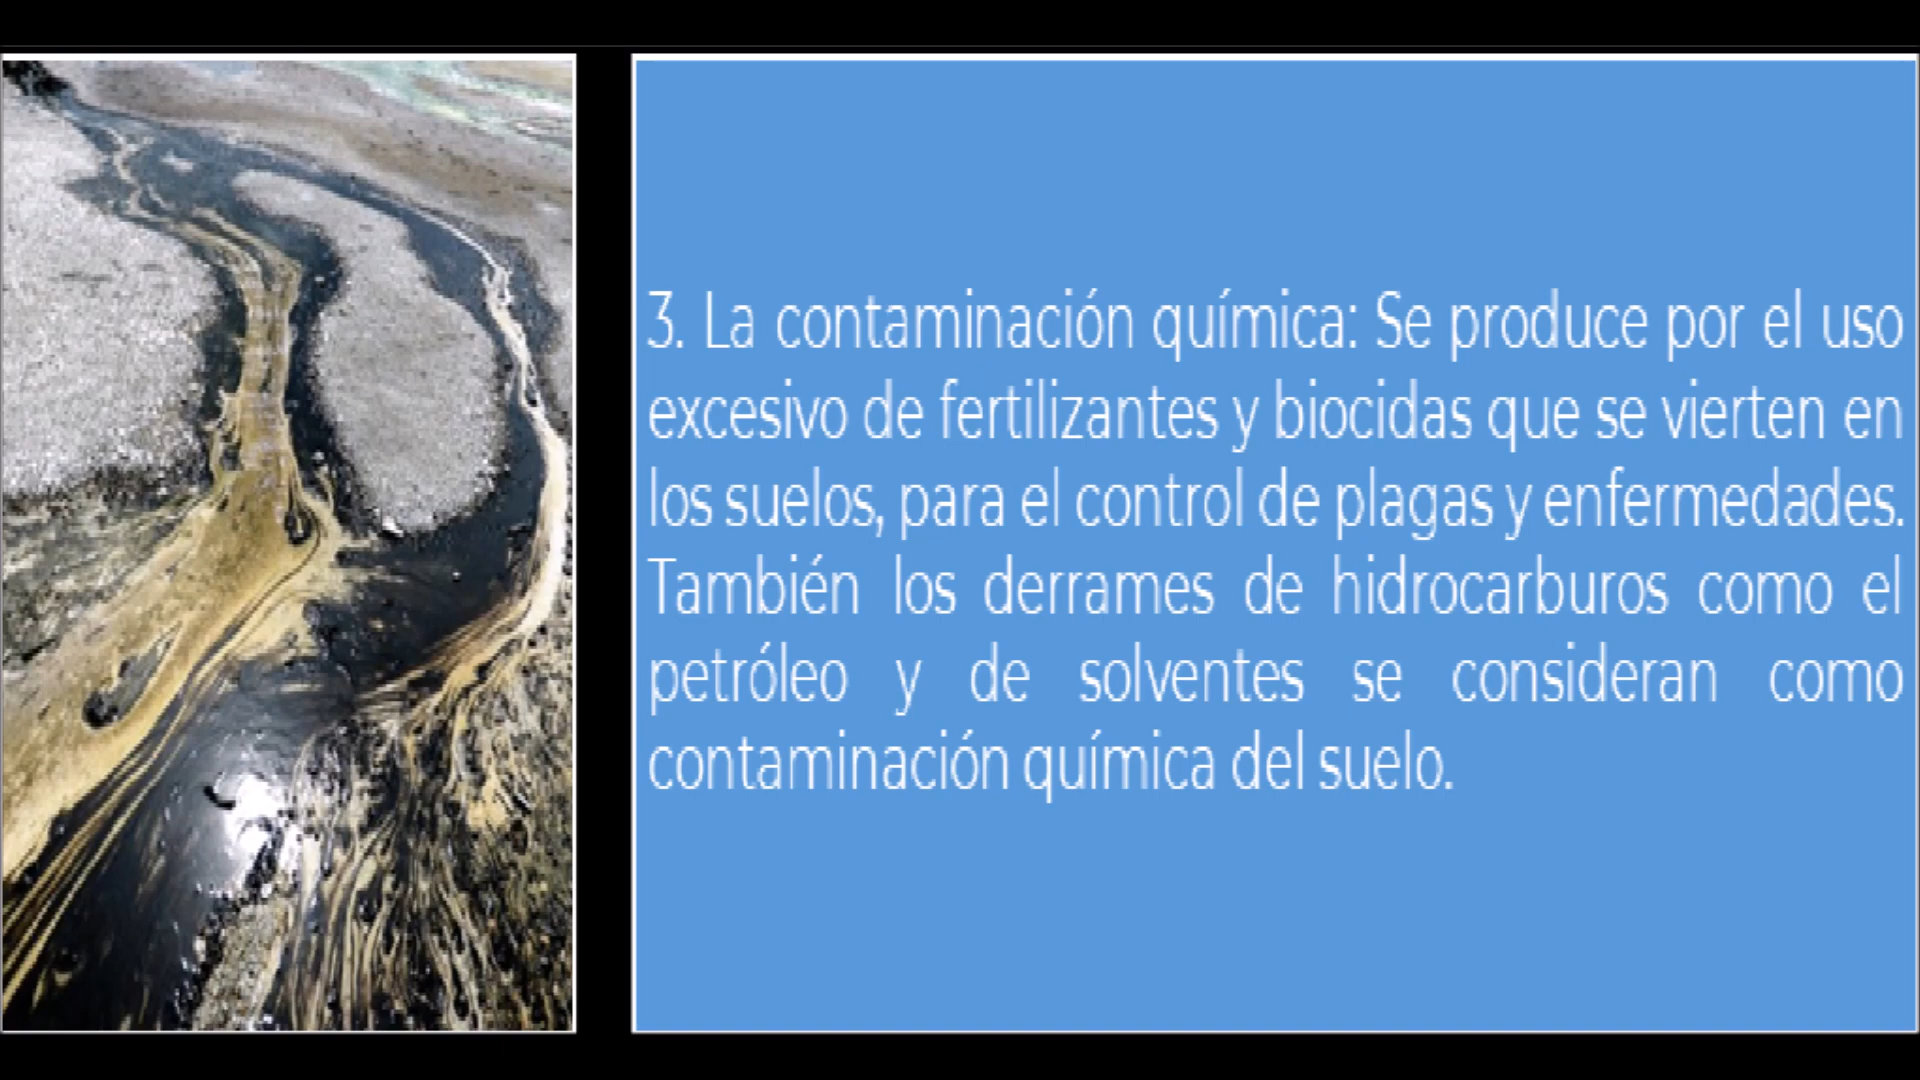 3. La contaminación química: Se produce por el uso
excesivo de fertilizantes y biocidas que se vierten en
los suelos, para el control de plagas y enfermedades.
También los derrames de hidrocarburos como el
petróleo y de solventes se consideran como
contaminación química del suelo.